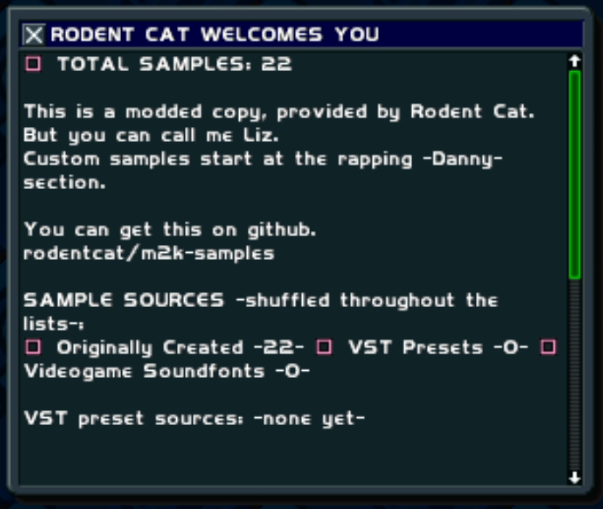 RODENT CAT WELCOMES YOU
TOTAL SAMPLES: 22
This is a modded copy, provided by Rodent Cat.
But you can call me Liz.
Custom samples start at the rapping -Danny-
section.
You can get this on github.
rodentcat/m2k-samples
SAMPLE SOURCES -shuffled throughout the
lists-:
Originally Created -22- VST Presets -0-
Videogame Soundfonts -0-
VST preset sources: -none yet-